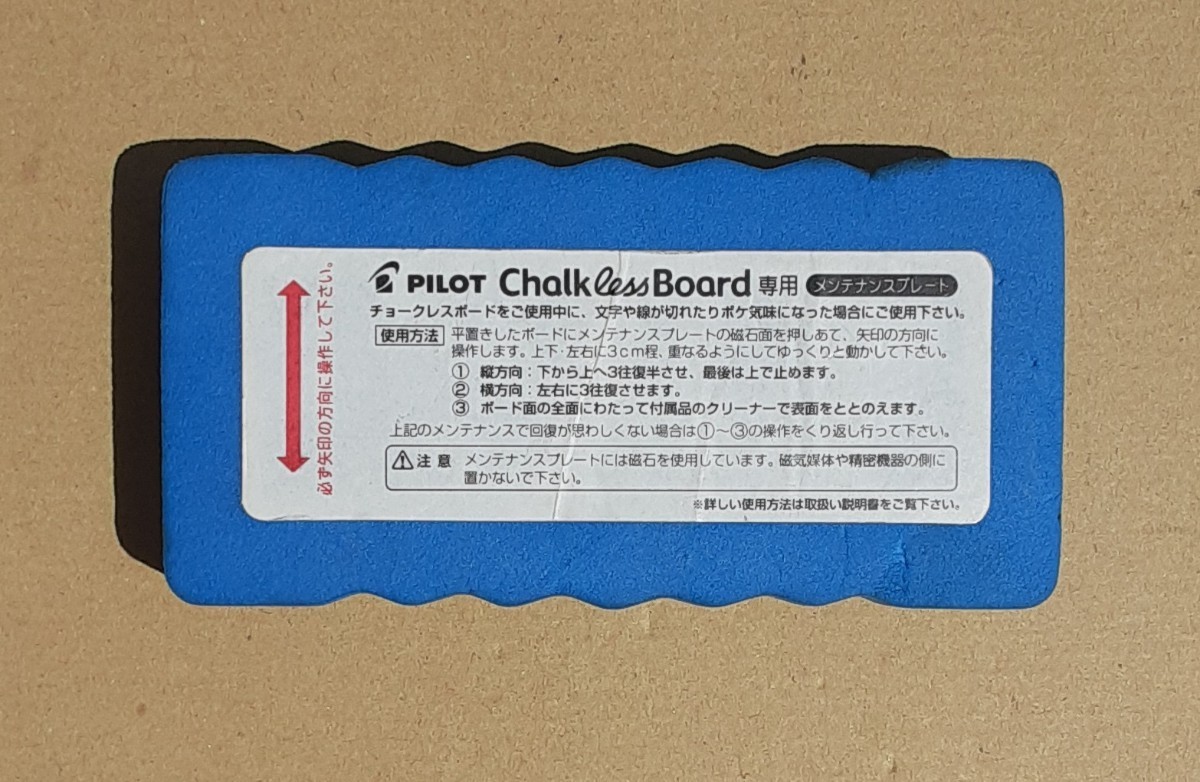 PILOT ChalklessBoard 専用 メンテナンスプレート
チョークレスボードをご使用中に、文字や線が切れたりボケ気味になった場合にご使用下さい。
使用方法 平置きしたボードにメンテナンスプレートの磁石面を押しあて、矢印の方向に
操作します。上下・左右に3cm程、重なるようにしてゆっくりと動かして下さい。
① 縦方向：下から上へ3往復半させ、最後は上で止めます。
② 横方向：左右に3往復させます。
③ ボード面の全面にわたって付属品のクリーナーで表面をととのえます。
上記のメンテナンスで回復が思わしくない場合は①～③の操作をくり返し行って下さい。
注意 メンテナンスプレートには磁石を使用しています。磁気媒体や精密機器の側に
置かないで下さい。
※詳しい使用方法は取扱い説明書をご覧下さい。
必ず矢印の方向に操作して下さい。